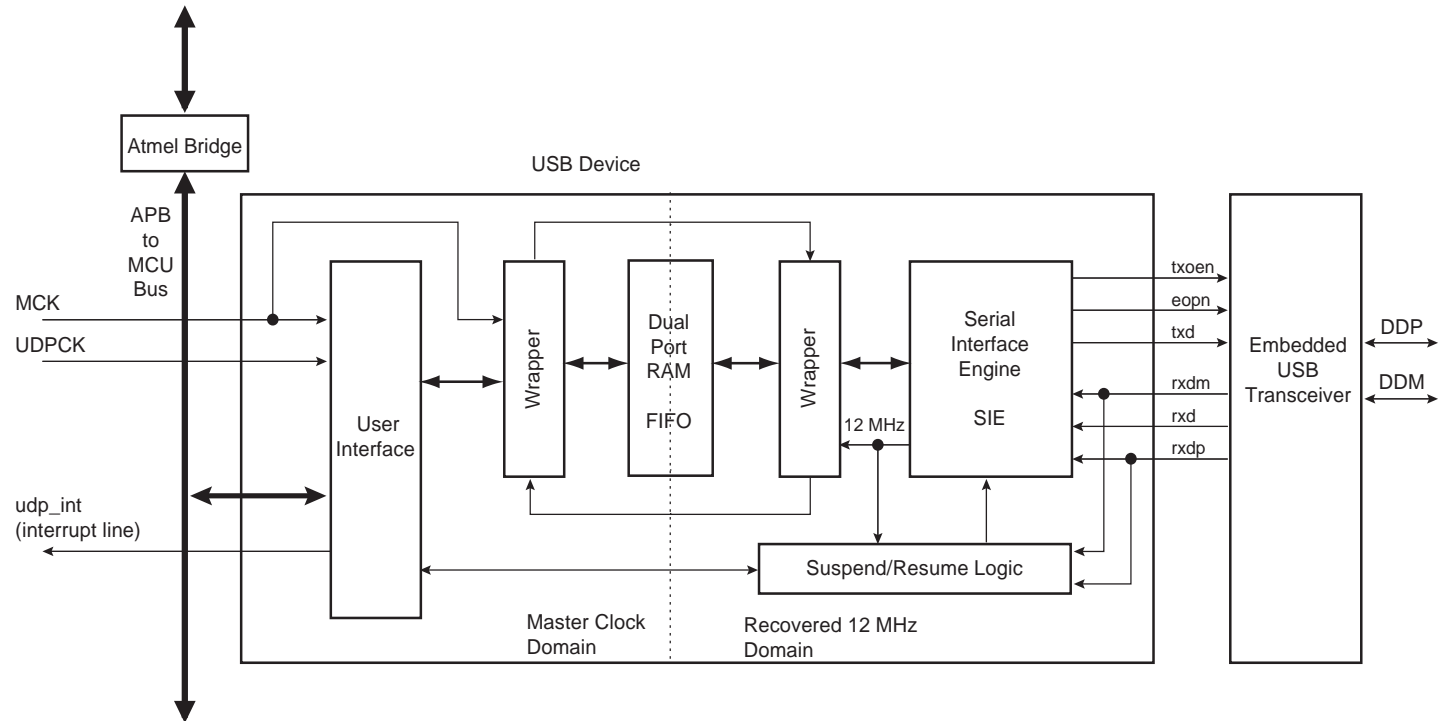 Atmel Bridge
USB Device
APB
to
MCU
Bus
MCK
UDPCK
udp_int
(interrupt line)
User
Interface
Wrapper
Dual
Port
RAM
FIFO
Wrapper
12 MHz
Serial
Interface
Engine
SIE
Suspend/Resume Logic
Master Clock
Domain
Recovered 12 MHz
Domain
txoen
eopn
txd
rxdm
rxd
rxdp
Embedded
USB
Transceiver
DDP
DDM